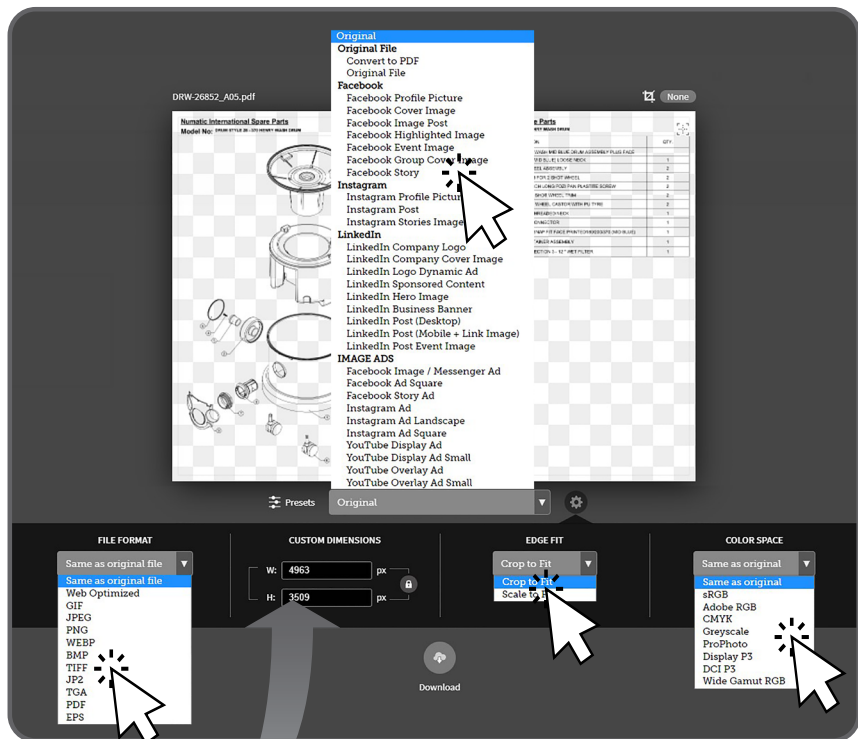 Original
Original File
Convert to PDF
Original File
Facebook
Facebook Profile Picture
Facebook Cover Image
Facebook Image Post
Facebook Highlighted Image
Facebook Event Image
Facebook Group Cover Image
Facebook Story
Instagram
Instagram Profile Picture
Instagram Post
Instagram Stories Image
LinkedIn
LinkedIn Company Logo
LinkedIn Company Cover Image
LinkedIn Logo Dynamic Ad
LinkedIn Sponsored Content
LinkedIn Hero Image
LinkedIn Business Banner
LinkedIn Post (Desktop)
LinkedIn Post (Mobile + Link Image)
LinkedIn Post Event Image
IMAGE ADS
Facebook Image / Messenger Ad
Facebook Ad Square
Facebook Story Ad
Instagram Ad
Instagram Ad Landscape
Instagram Ad Square
YouTube Display Ad
YouTube Display Ad Small
YouTube Overlay Ad
YouTube Overlay Ad Small
DRW-26852_A05.pdf
None
Numatic International Spare Parts
Model No:
e Parts
QTY
Presets
Original
FILE FORMAT
Same as original file
Same as original file
Web Optimized
GIF
JPEG
PNG
WEBP
BMP
TIFF
JP2
TGA
PDF
EPS
CUSTOM DIMENSIONS
W: 4963 px
H: 3509 px
EDGE FIT
Crop to Fit
Crop to Fit
Scale to
COLOR SPACE
Same as original
Same as original
sRGB
Adobe RGB
CMYK
Greyscale
ProPhoto
Display P3
DCI P3
Wide Gamut RGB
Download